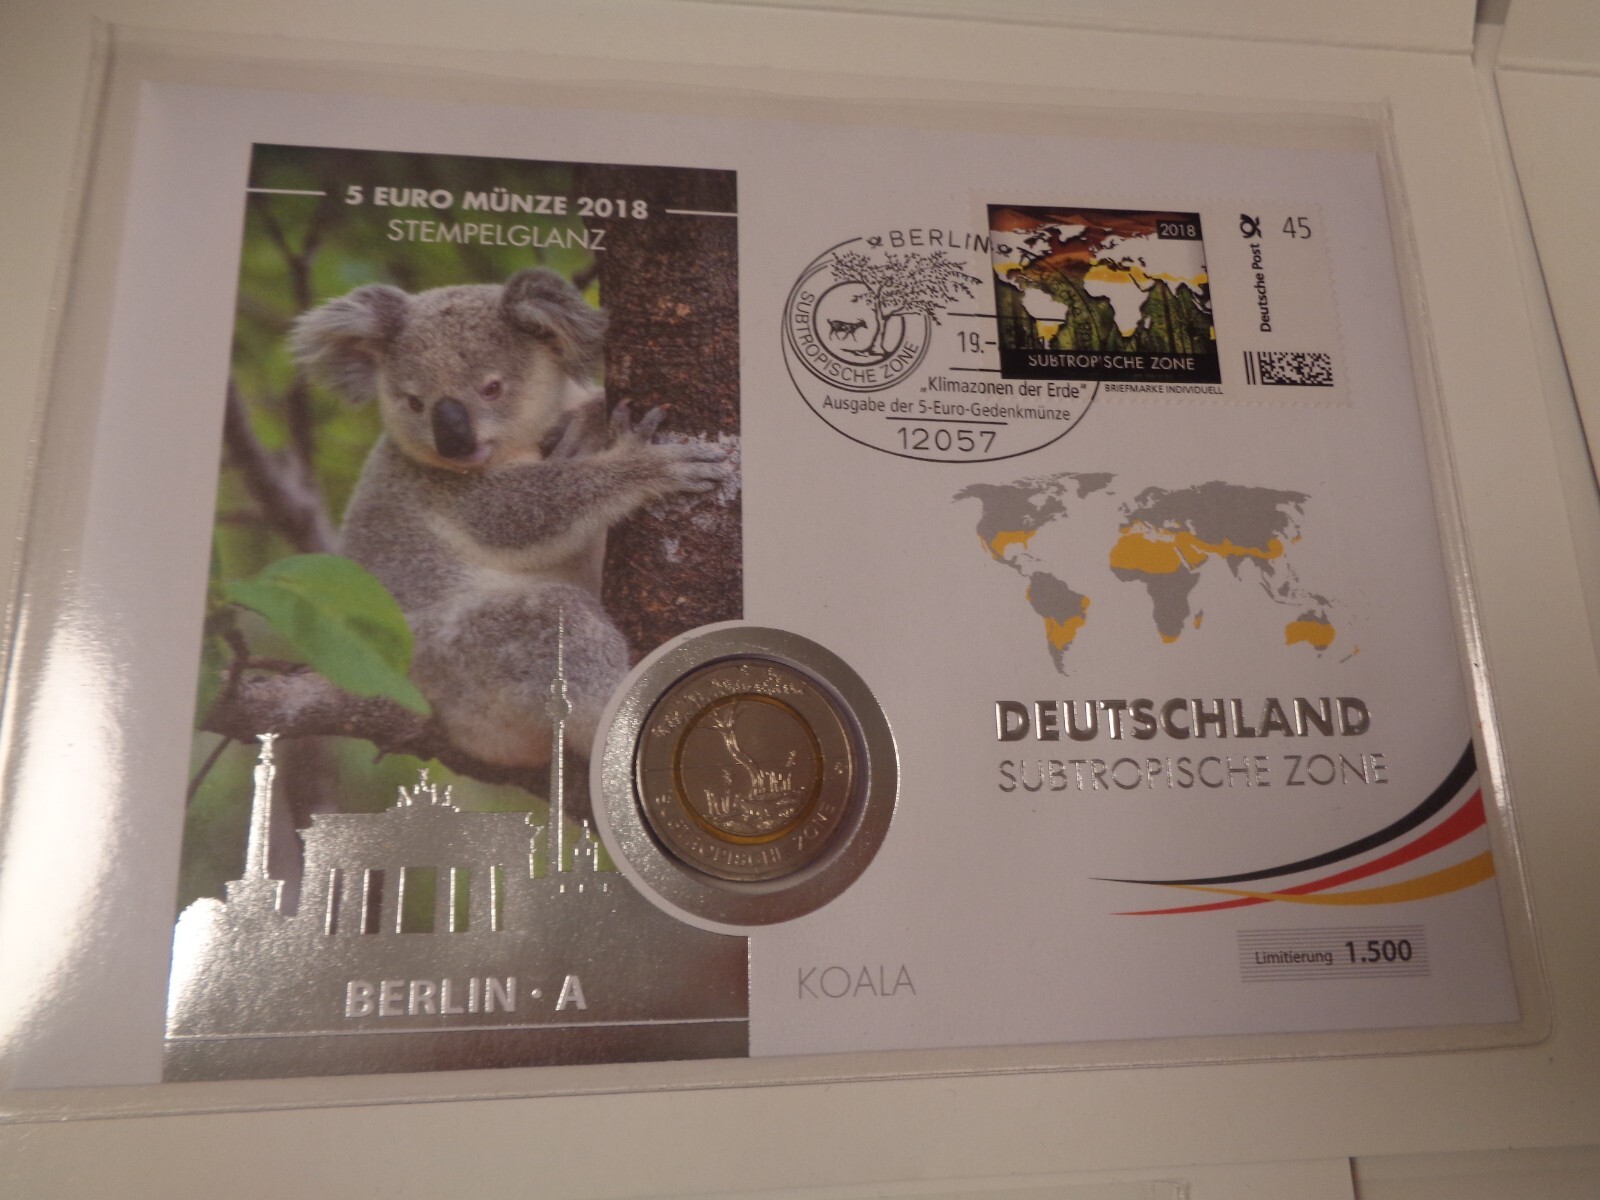 5 EURO MÜNZE 2018
STEMPELGLANZ
BERLIN
SUBTROPISCHE ZONE
19.-
„Klimazonen der Erde“
Ausgabe der 5-Euro-Gedenkmünze
12057
2018
SUBTROPISCHE ZONE
BRIEFMARKE INDIVIDUELL
Deutsche Post
45
DEUTSCHLAND
SUBTROPISCHE ZONE
SUBTROPISCHE ZONE
BERLIN · A
KOALA
Limitierung 1.500